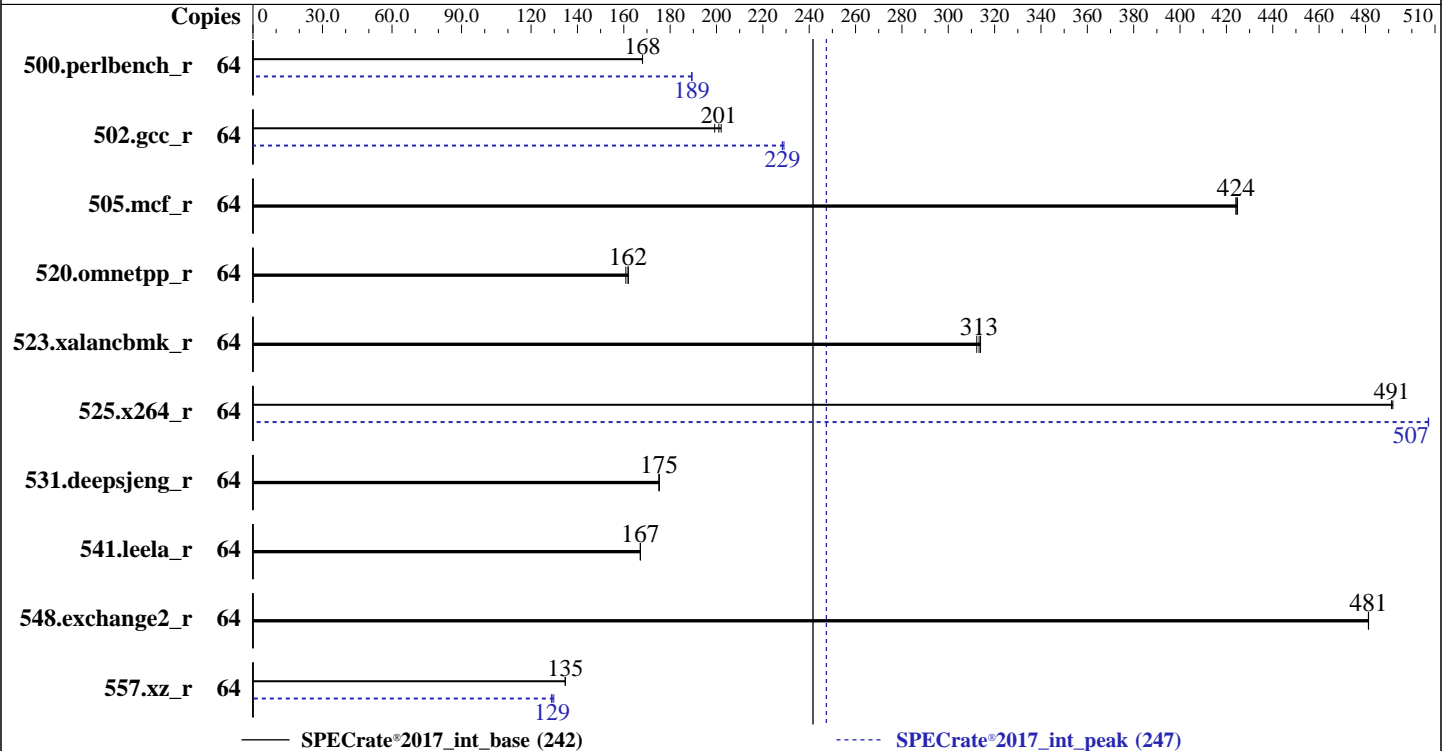 Copies 0 30.0 60.0 90.0 120 140 160 180 200 220 240 260 280 300 320 340 360 380 400 420 440 460 480 510
500.perlbench_r 64 168
189
502.gcc_r 64 201
229
505.mcf_r 64 424
520.omnetpp_r 64 162
523.xalancbmk_r 64 313
525.x264_r 64 491
507
531.deepsjeng_r 64 175
541.leela_r 64 167
548.exchange2_r 64 481
557.xz_r 64 135
129
SPECrate®2017_int_base (242) SPECrate®2017_int_peak (247)